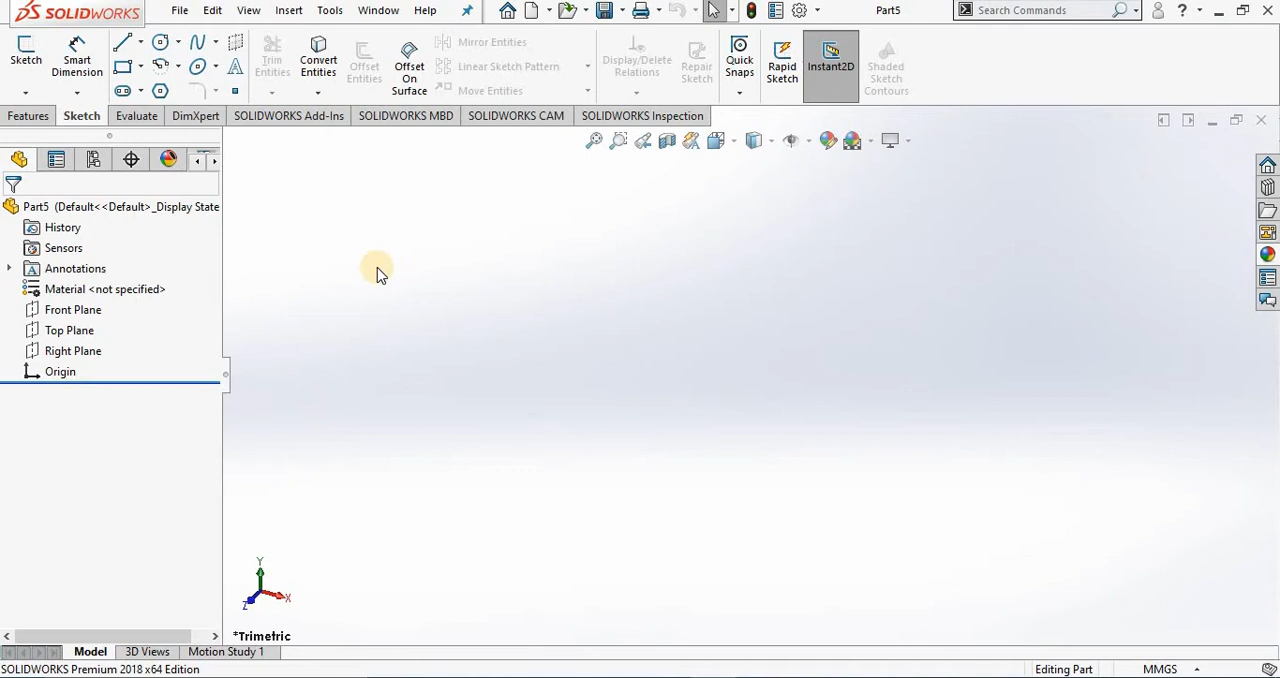 SOLIDWORKS File Edit View Insert Tools Window Help Part5 Search Commands ?
Sketch Smart Dimension Trim Entities Convert Entities Offset Entities Offset On Surface Mirror Entities Linear Sketch Pattern Move Entities Display/Delete Relations Repair Sketch Quick Snaps Rapid Sketch Instant2D Shaded Sketch Contours
Features Sketch Evaluate DimXpert SOLIDWORKS Add-Ins SOLIDWORKS MBD SOLIDWORKS CAM SOLIDWORKS Inspection
Part5 (Default<<Default>_Display State
History
Sensors
A Annotations
Material <not specified>
Front Plane
Top Plane
Right Plane
Origin
Y
X
Z
*Trimetric
Model 3D Views Motion Study 1
SOLIDWORKS Premium 2018 x64 Edition Editing Part MMGS